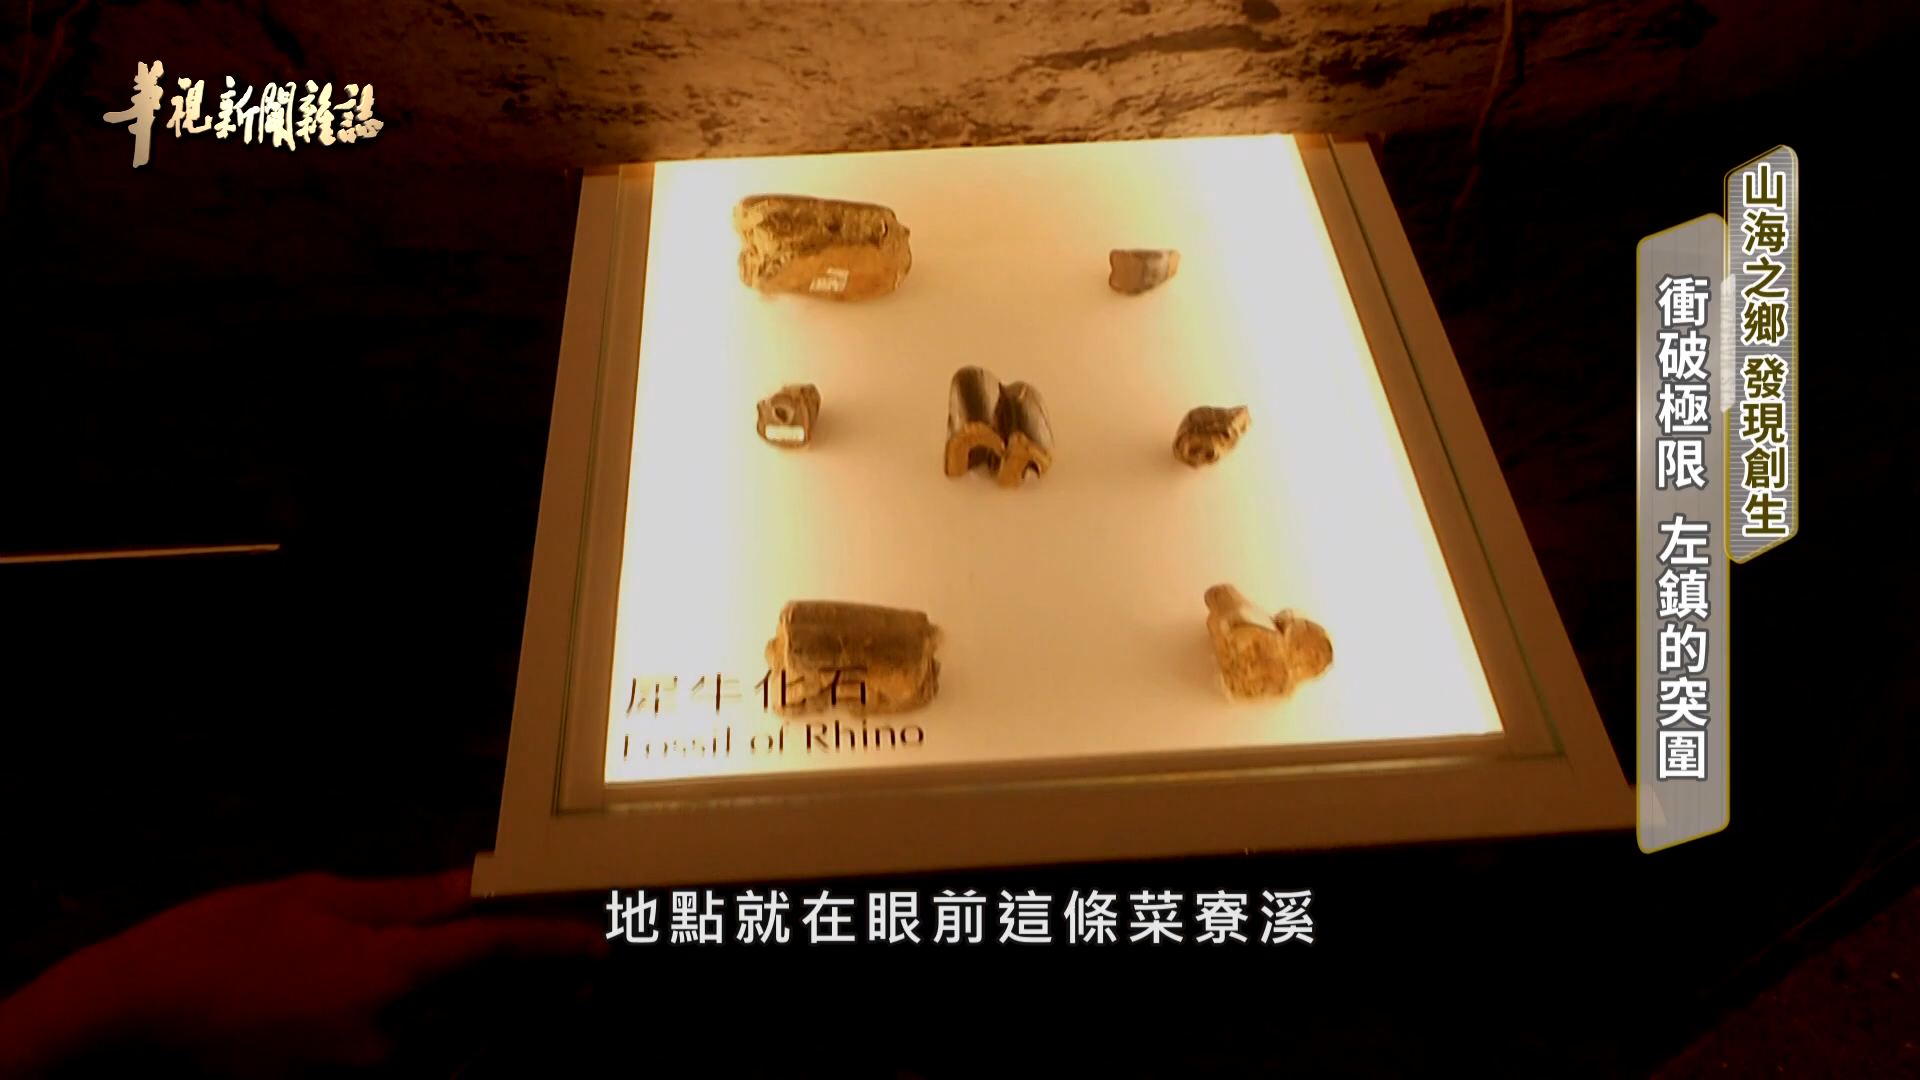 華視新聞雜誌
山海之鄉 發現創生
衝破極限 左鎮的突圍
犀牛化石
Fossil of Rhino
地點就在眼前這條菜寮溪